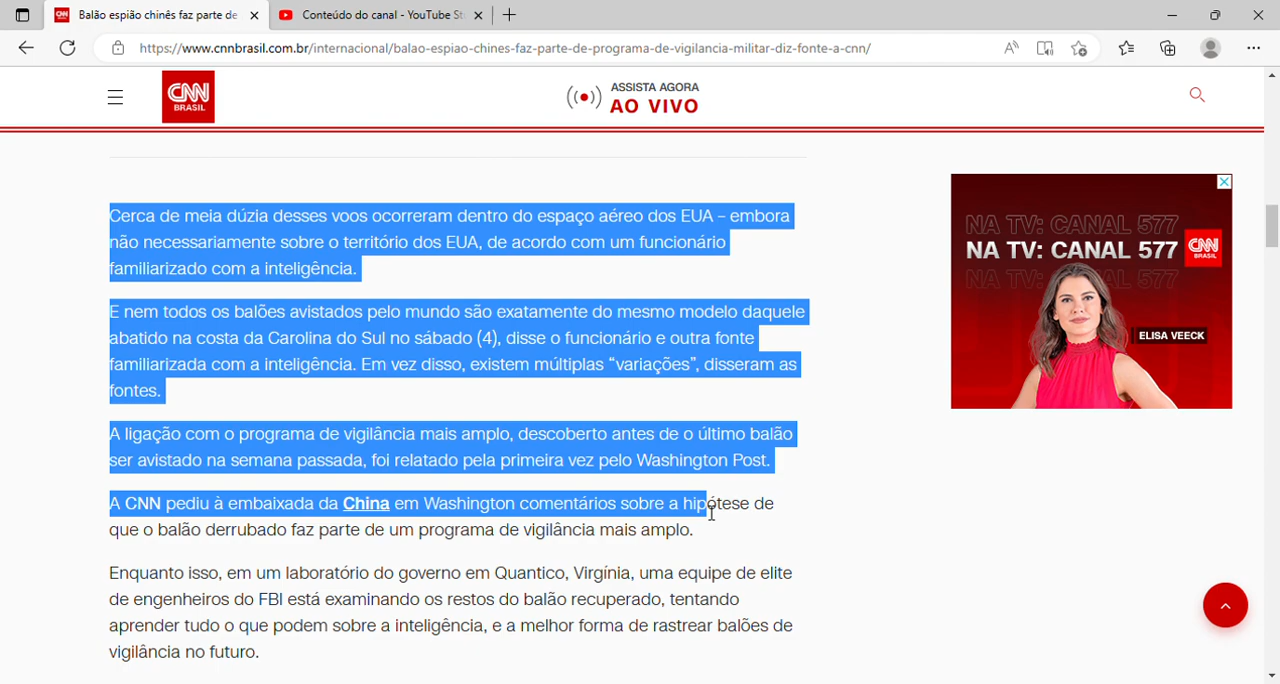 Balão espião chinês faz parte de
Conteúdo do canal - YouTube St
https://www.cnnbrasil.com.br/internacional/balao-espiao-chines-faz-parte-de-programa-de-vigilancia-militar-diz-fonte-a-cnn/
CNN
BRASIL
ASSISTA AGORA
AO VIVO
Cerca de meia dúzia desses voos ocorreram dentro do espaço aéreo dos EUA – embora
não necessariamente sobre o território dos EUA, de acordo com um funcionário
familiarizado com a inteligência.
E nem todos os balões avistados pelo mundo são exatamente do mesmo modelo daquele
abatido na costa da Carolina do Sul no sábado (4), disse o funcionário e outra fonte
familiarizada com a inteligência. Em vez disso, existem múltiplas “variações”, disseram as
fontes.
A ligação com o programa de vigilância mais amplo, descoberto antes de o último balão
ser avistado na semana passada, foi relatado pela primeira vez pelo Washington Post.
A CNN pediu à embaixada da China em Washington comentários sobre a hipótese de
que o balão derrubado faz parte de um programa de vigilância mais amplo.
Enquanto isso, em um laboratório do governo em Quantico, Virgínia, uma equipe de elite
de engenheiros do FBI está examinando os restos do balão recuperado, tentando
aprender tudo o que podem sobre a inteligência, e a melhor forma de rastrear balões de
vigilância no futuro.
NA TV: CANAL 577
NA TV: CANAL 577
NA TV: CANAL 577
CNN
BRASIL
ELISA VEECK